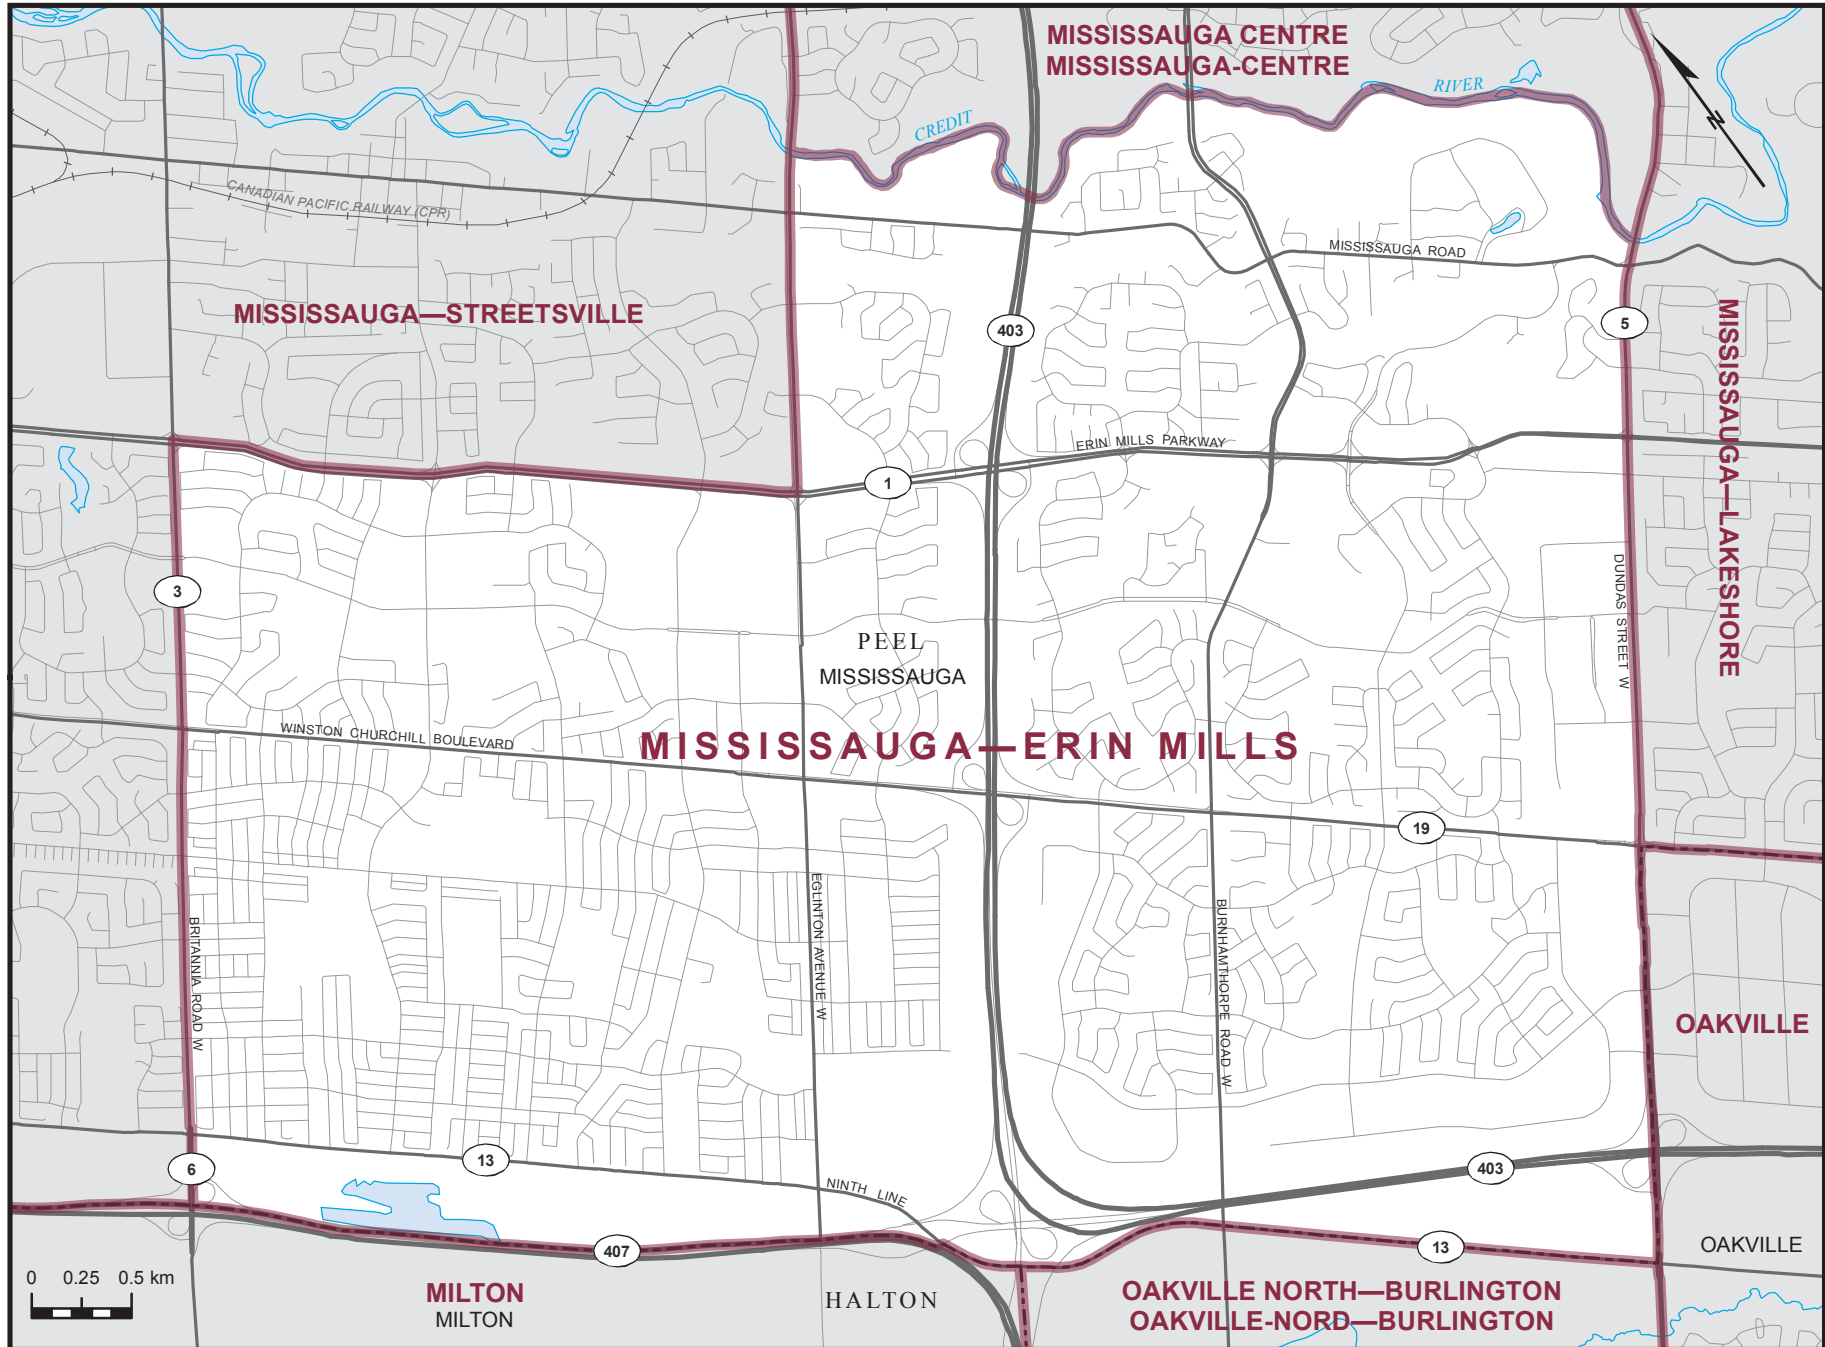 MISSISSAUGA CENTRE
MISSISSAUGA-CENTRE
RIVER
CREDIT
CANADIAN PACIFIC RAILWAY (CPR)
N
MISSISSAUGA ROAD
MISSISSAUGA—STREETSVILLE
403
5
MISSISSAUGA—LAKESHORE
ERIN MILLS PARKWAY
1
3
DUNDAS STREET W
PEEL
MISSISSAUGA
WINSTON CHURCHILL BOULEVARD
MISSISSAUGA—ERIN MILLS
19
EGLINTON AVENUE W
BURNHAMTHORPE ROAD W
BRITANNIA ROAD W
OAKVILLE
13
6
403
NINTH LINE
407
13
OAKVILLE
0 0.25 0.5 km
MILTON
MILTON
HALTON
OAKVILLE NORTH—BURLINGTON
OAKVILLE-NORD—BURLINGTON